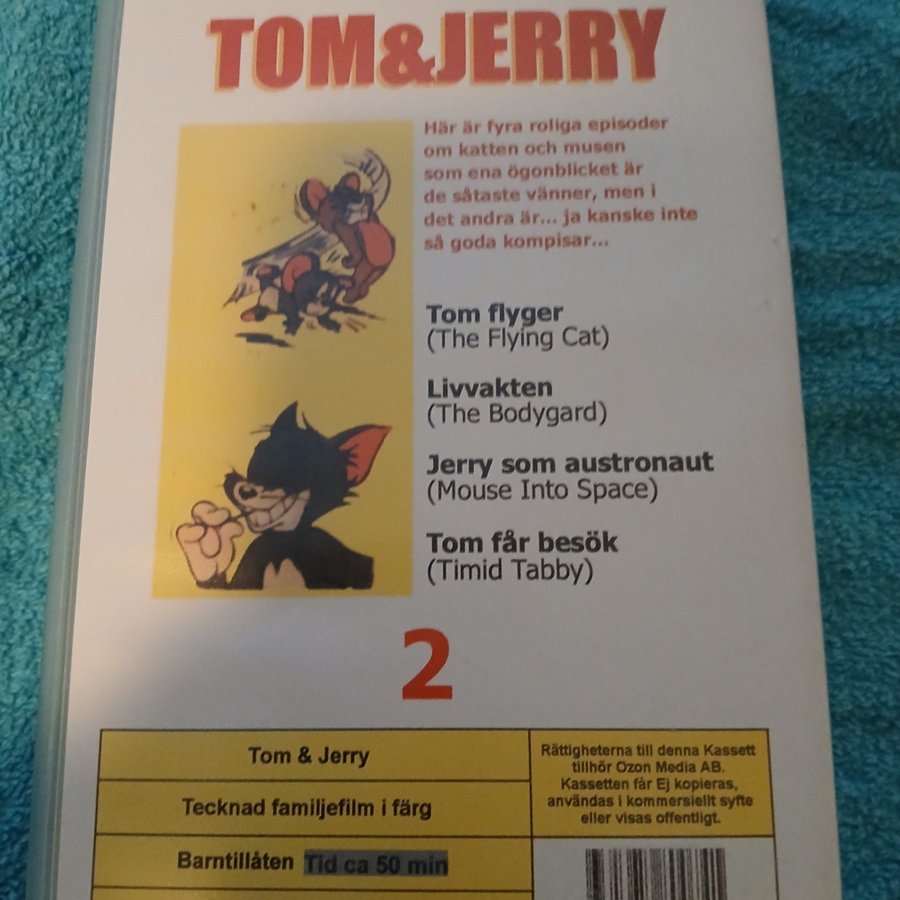 TOM&JERRY
Här är fyra roliga episoder
om katten och musen
som ena ögonblicket är
de såtaste vänner, men i
det andra är... ja kanske inte
så goda kompisar...
Tom flyger
(The Flying Cat)
Livvakten
(The Bodygard)
Jerry som austronaut
(Mouse Into Space)
Tom får besök
(Timid Tabby)
2
Tom & Jerry
Tecknad familjefilm i färg
Barntillåten Tid ca 50 min
Rättigheterna till denna Kassett
tillhör Ozon Media AB.
Kassetten får Ej kopieras,
användas i kommersiellt syfte
eller visas offentligt.